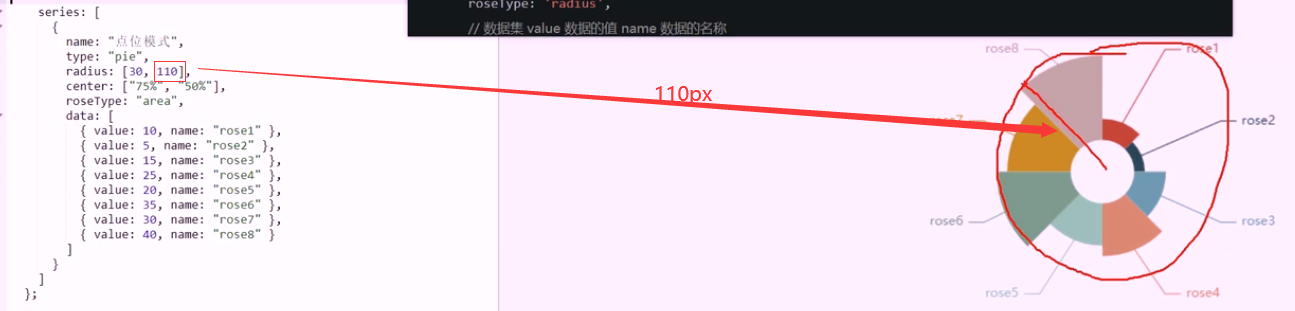 roseType: 'radius',
// 数据集 value 数据的值 name 数据的名称
series: [
{
name: "点位模式",
type: "pie",
radius: [30, 110],
center: ["75%", "50%"],
roseType: "area",
data: [
{ value: 10, name: "rose1" },
{ value: 5, name: "rose2" },
{ value: 15, name: "rose3" },
{ value: 25, name: "rose4" },
{ value: 20, name: "rose5" },
{ value: 35, name: "rose6" },
{ value: 30, name: "rose7" },
{ value: 40, name: "rose8" }
]
}
]
};
110px
rose8
rose1
rose7
rose2
rose6
rose3
rose5
rose4